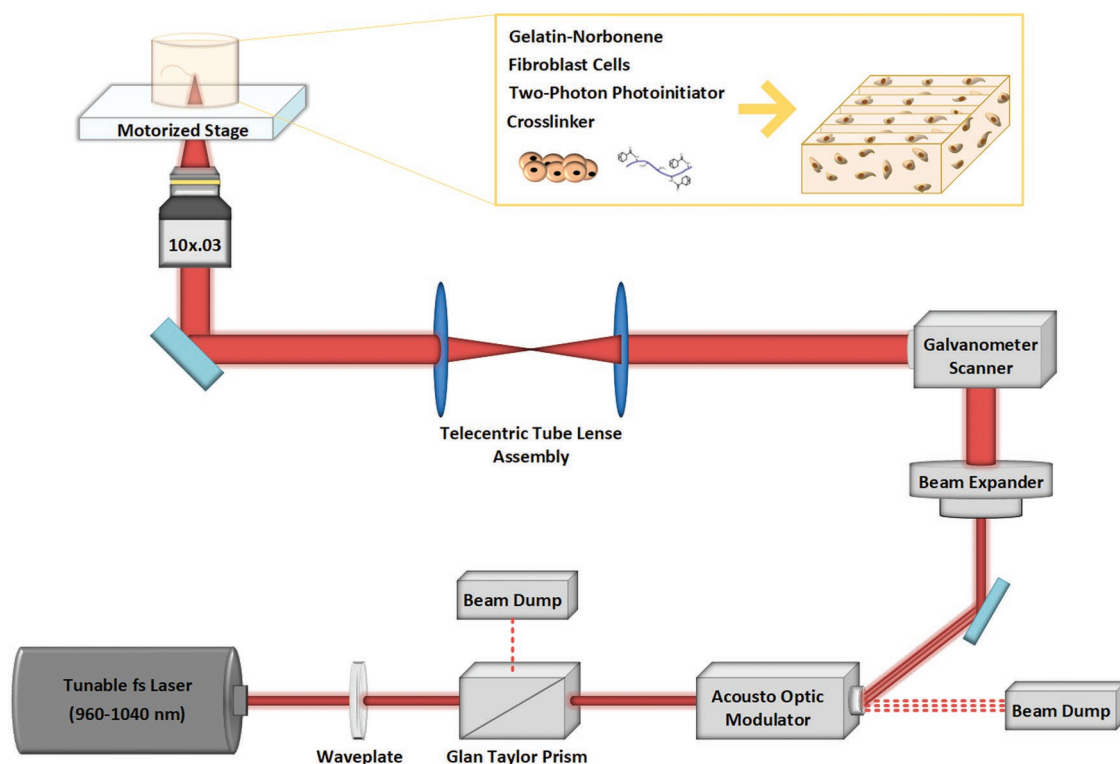 Gelatin-Norbonene
Fibroblast Cells
Two-Photon Photoinitiator
Crosslinker
Motorized Stage
10x.03
Galvanometer
Scanner
Telecentric Tube Lense
Assembly
Beam Expander
Beam Dump
Tunable fs Laser
(960-1040 nm)
Acousto Optic
Modulator
Beam Dump
Waveplate
Glan Taylor Prism